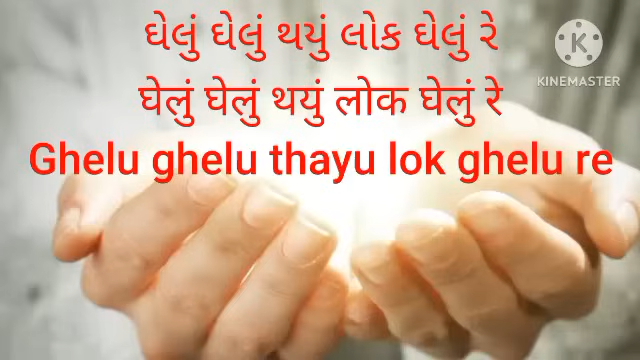 ઘેલું ઘેલું થયું લોક ઘેલું રે
ઘેલું ઘેલું થયું લોક ઘેલું રે
Ghelu ghelu thayu lok ghelu re
K
KINEMASTER